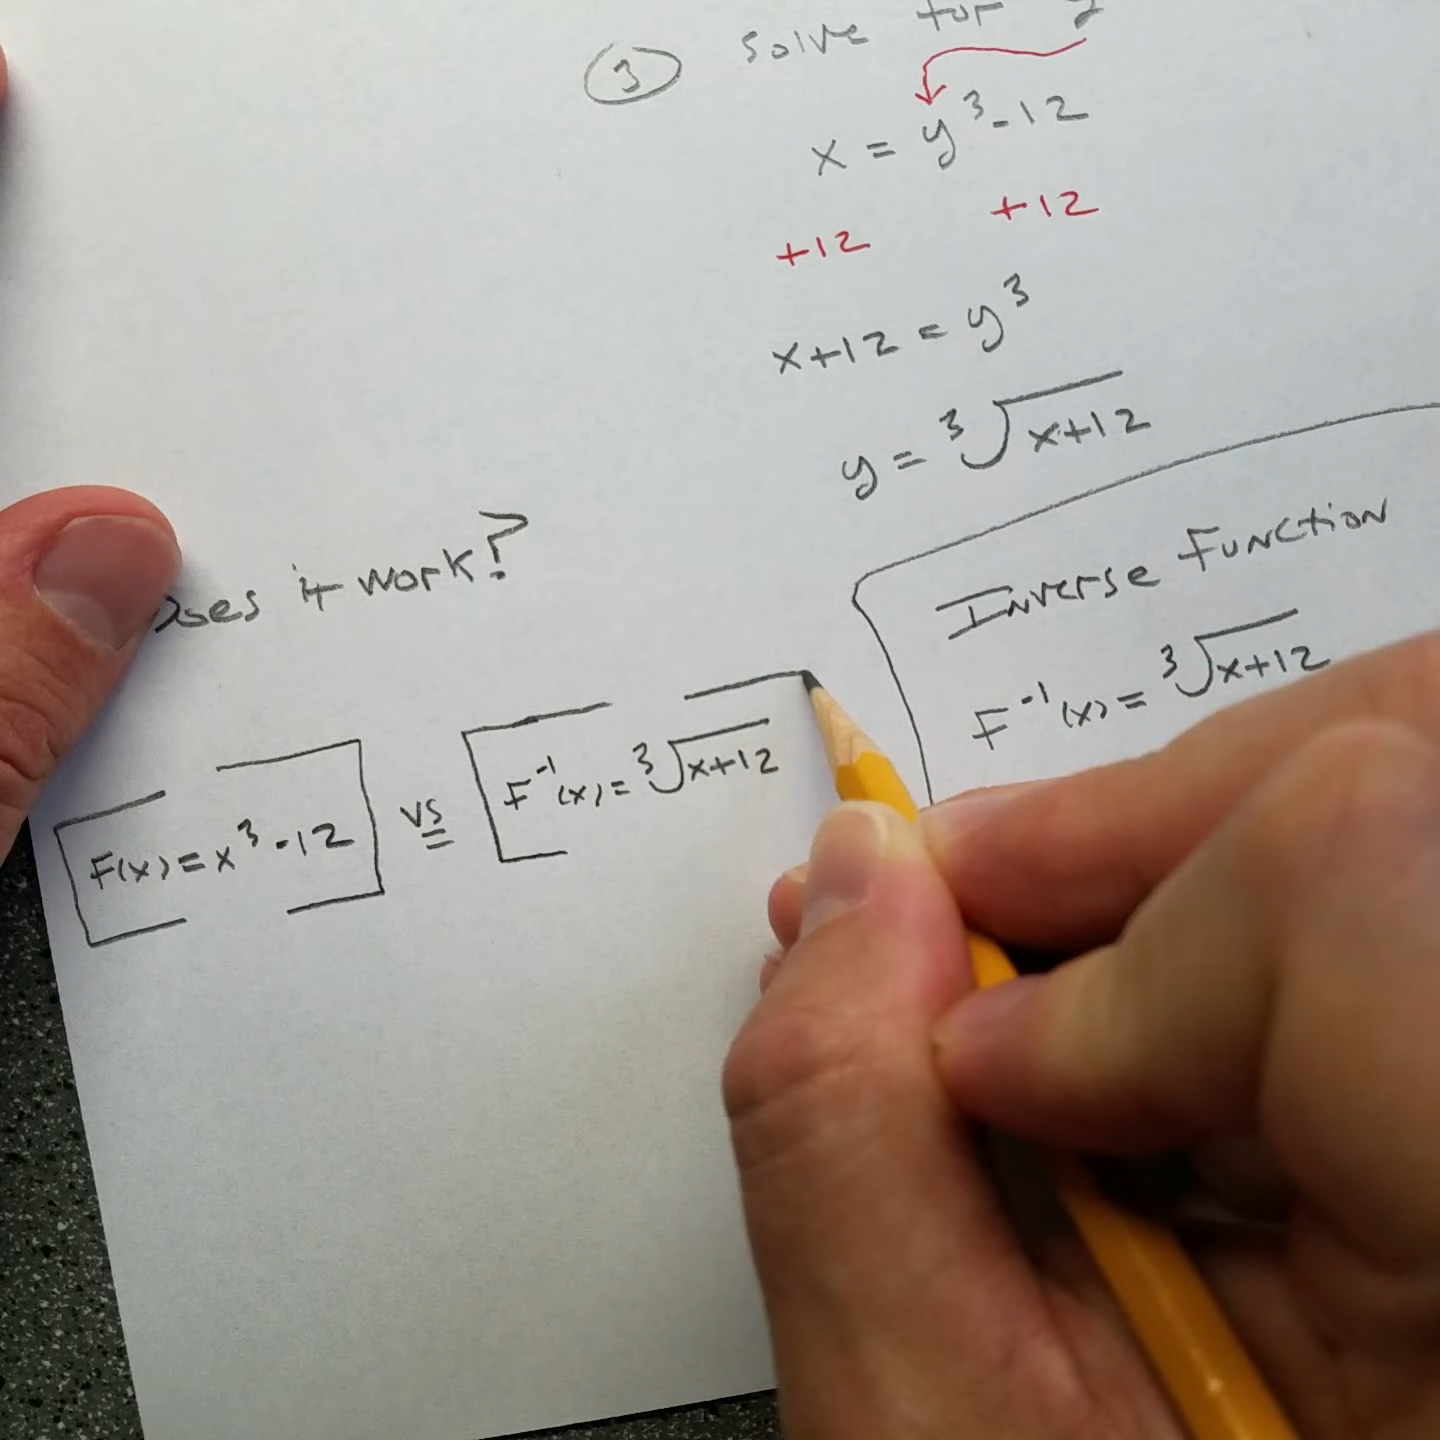 ③ Solve for y
x = y³ - 12
+12 +12
x+12 = y³
y = ³√x+12
Inverse Function
F⁻¹(x) = ³√x+12
Does it work?
F(x) = x³ - 12 vs F⁻¹(x) = ³√x+12